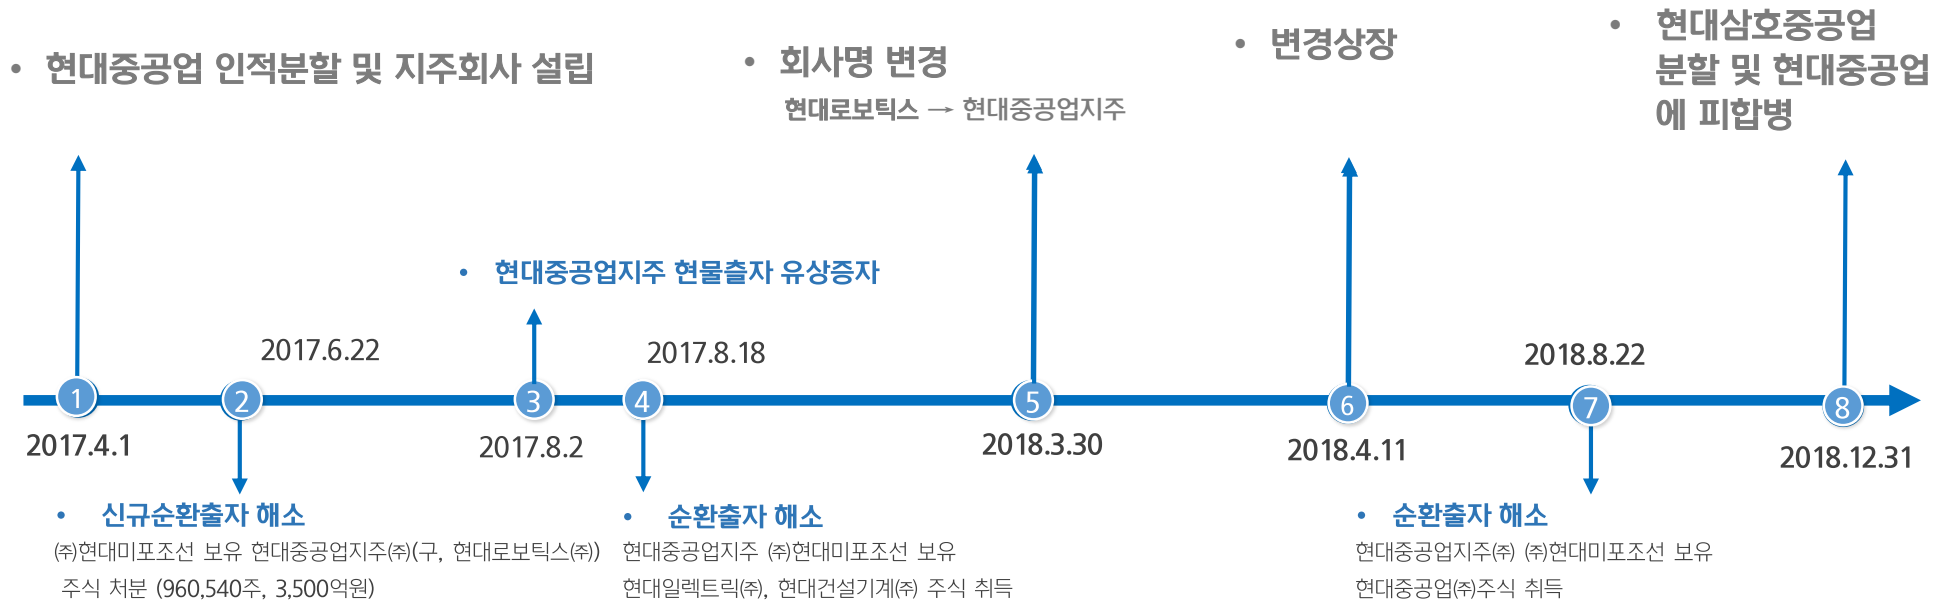 • 현대중공업 인적분할 및 지주회사 설립
• 회사명 변경
현대로보틱스 → 현대중공업지주
• 변경상장
• 현대삼호중공업
분할 및 현대중공업
에 피합병
• 현대중공업지주 현물츨자 유상증자
2017.6.22
2017.8.18
2018.8.22
1
2
3
4
5
6
7
8
2017.4.1
2017.8.2
2018.3.30
2018.4.11
2018.12.31
• 신규순환출자 해소
㈜현대미포조선 보유 현대중공업지주㈜(구, 현대로보틱스㈜)
주식 처분 (960,540주, 3,500억원)
• 순환출자 해소
현대중공업지주 ㈜현대미포조선 보유
현대일렉트릭㈜, 현대건설기계㈜ 주식 취득
• 순환출자 해소
현대중공업지주㈜ ㈜현대미포조선 보유
현대중공업㈜주식 취득